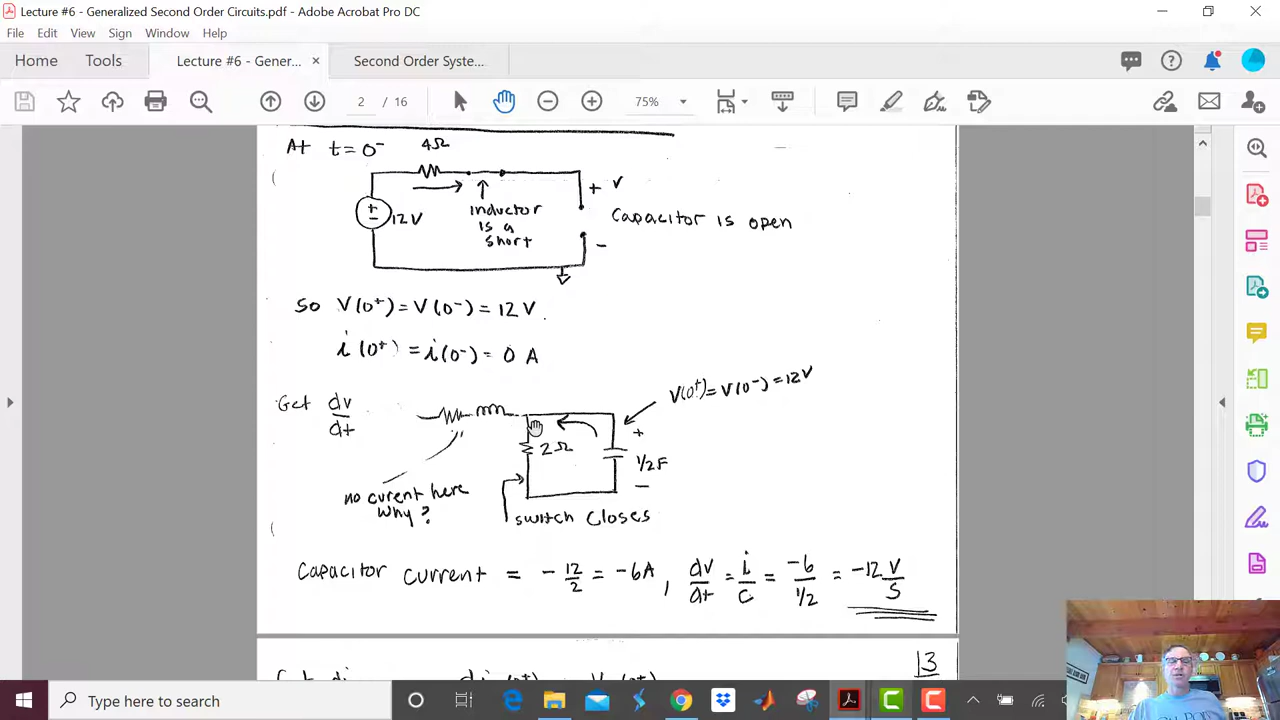 Lecture #6 - Generalized Second Order Circuits.pdf - Adobe Acrobat Pro DC
File Edit View Sign Window Help
Home Tools Lecture #6 - Gener... × Second Order Syste...
2 / 16 75%
At t=0⁻ 4Ω
+ V
12V
inductor
is a
short
Capacitor is open
-
So V(0⁺) = V(0⁻) = 12V.
i(0⁺) = i(0⁻) = 0 A
V(0⁺) = V(0⁻) = 12V
Get dv/dt
+
2Ω
1/2F
-
no curent here
Why?
switch closes
Capacitor current = -12/2 = -6A, dv/dt = i/C = -6/1/2 = -12 V/S
13
Type here to search